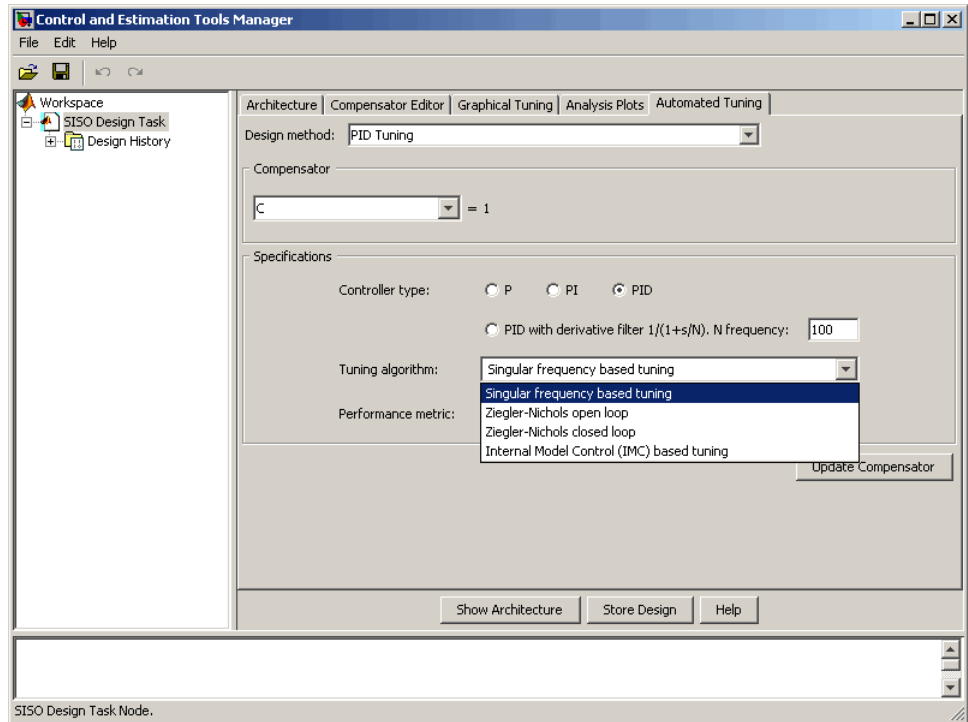 Control and Estimation Tools Manager
File Edit Help
Workspace
SISO Design Task
Design History
Architecture Compensator Editor Graphical Tuning Analysis Plots Automated Tuning
Design method: PID Tuning
Compensator
C = 1
Specifications
Controller type: P PI PID
PID with derivative filter 1/(1+s/N). N frequency: 100
Tuning algorithm: Singular frequency based tuning
Singular frequency based tuning
Ziegler-Nichols open loop
Performance metric:
Ziegler-Nichols closed loop
Internal Model Control (IMC) based tuning
Update Compensator
Show Architecture Store Design Help
SISO Design Task Node.